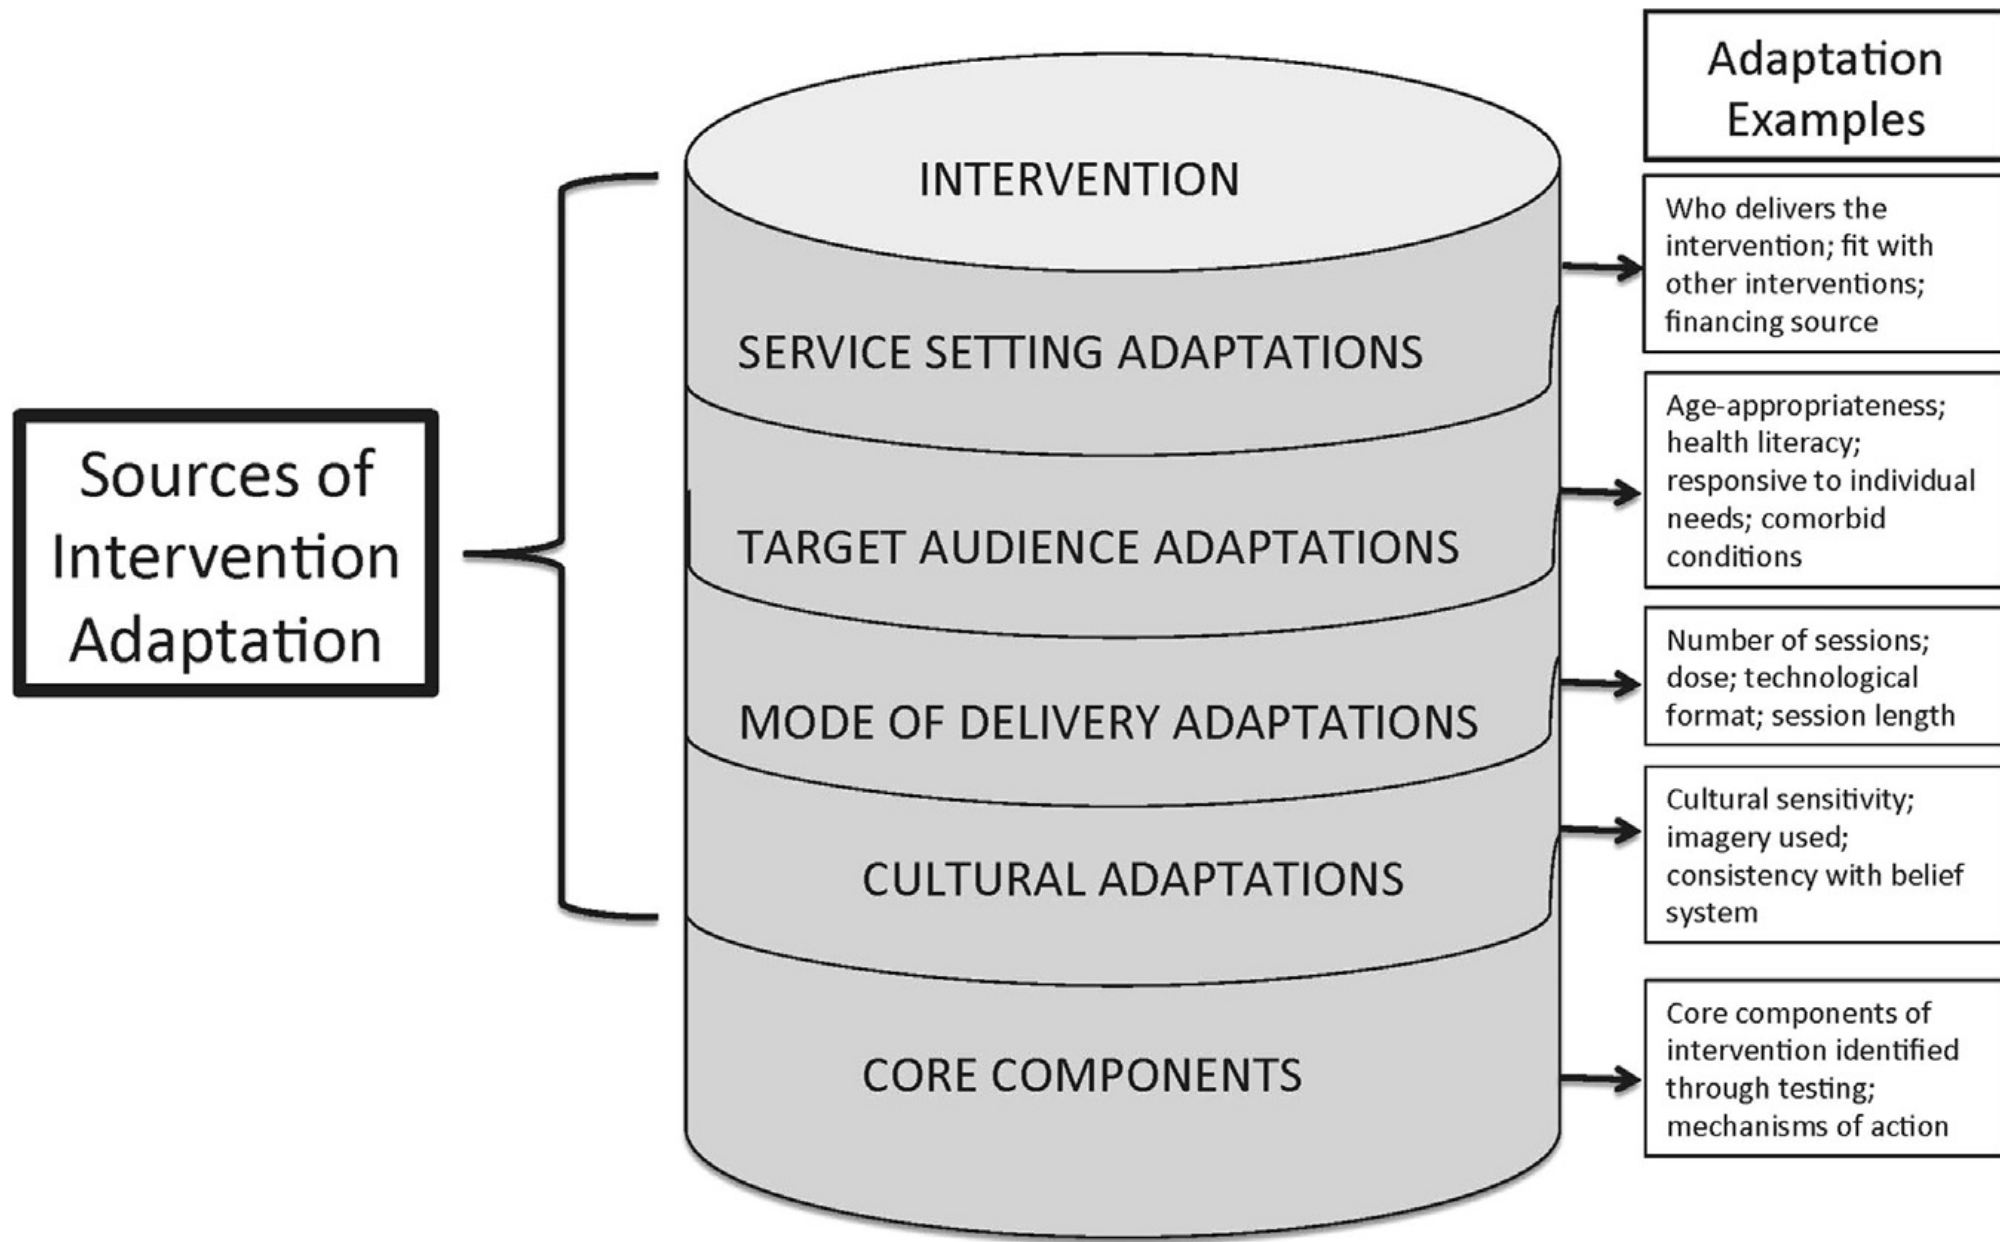 Adaptation
Examples
INTERVENTION
Who delivers the
intervention; fit with
other interventions;
financing source
SERVICE SETTING ADAPTATIONS
Age-appropriateness;
health literacy;
responsive to individual
needs; comorbid
conditions
Sources of
Intervention
Adaptation
TARGET AUDIENCE ADAPTATIONS
Number of sessions;
dose; technological
format; session length
MODE OF DELIVERY ADAPTATIONS
Cultural sensitivity;
imagery used;
consistency with belief
system
CULTURAL ADAPTATIONS
Core components of
intervention identified
through testing;
mechanisms of action
CORE COMPONENTS